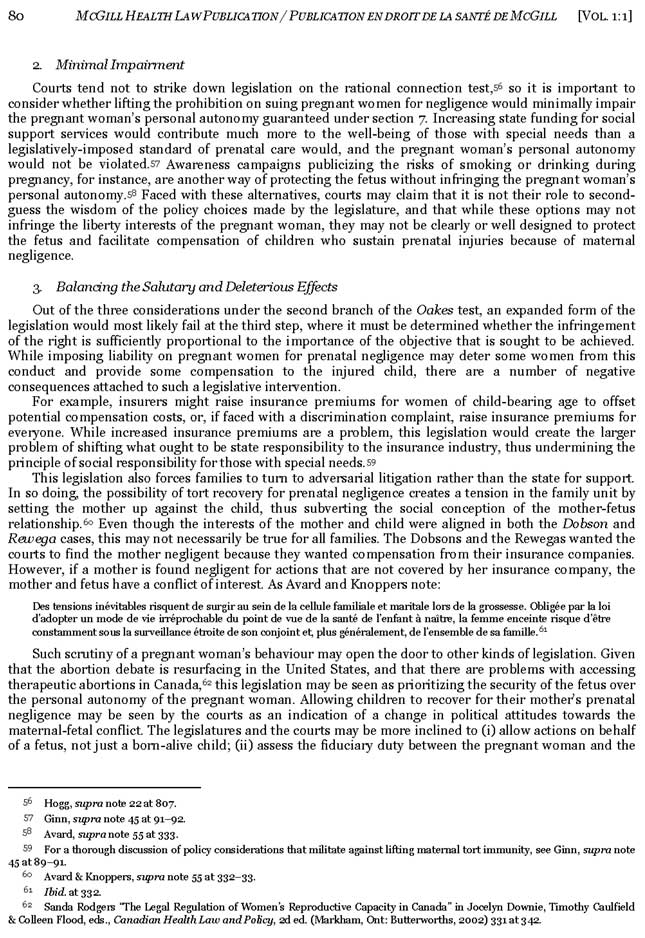 80 MCGILL HEALTH LAW PUBLICATION / PUBLICATION EN DROIT DE LA SANTÉ DE MCGILL [VOL. 1:1]
2. Minimal Impairment
Courts tend not to strike down legislation on the rational connection test,56 so it is important to
consider whether lifting the prohibition on suing pregnant women for negligence would minimally impair
the pregnant woman's personal autonomy guaranteed under section 7. Increasing state funding for social
support services would contribute much more to the well-being of those with special needs than a
legislatively-imposed standard of prenatal care would, and the pregnant woman's personal autonomy
would not be violated.57 Awareness campaigns publicizing the risks of smoking or drinking during
pregnancy, for instance, are another way of protecting the fetus without infringing the pregnant woman's
personal autonomy.58 Faced with these alternatives, courts may claim that it is not their role to second-
guess the wisdom of the policy choices made by the legislature, and that while these options may not
infringe the liberty interests of the pregnant woman, they may not be clearly or well designed to protect
the fetus and facilitate compensation of children who sustain prenatal injuries because of maternal
negligence.
3. Balancing the Salutary and Deleterious Effects
Out of the three considerations under the second branch of the Oakes test, an expanded form of the
legislation would most likely fail at the third step, where it must be determined whether the infringement
of the right is sufficiently proportional to the importance of the objective that is sought to be achieved.
While imposing liability on pregnant women for prenatal negligence may deter some women from this
conduct and provide some compensation to the injured child, there are a number of negative
consequences attached to such a legislative intervention.
For example, insurers might raise insurance premiums for women of child-bearing age to offset
potential compensation costs, or, if faced with a discrimination complaint, raise insurance premiums for
everyone. While increased insurance premiums are a problem, this legislation would create the larger
problem of shifting what ought to be state responsibility to the insurance industry, thus undermining the
principle of social responsibility for those with special needs.59
This legislation also forces families to turn to adversarial litigation rather than the state for support.
In so doing, the possibility of tort recovery for prenatal negligence creates a tension in the family unit by
setting the mother up against the child, thus subverting the social conception of the mother-fetus
relationship.60 Even though the interests of the mother and child were aligned in both the Dobson and
Rewega cases, this may not necessarily be true for all families. The Dobsons and the Rewegas wanted the
courts to find the mother negligent because they wanted compensation from their insurance companies.
However, if a mother is found negligent for actions that are not covered by her insurance company, the
mother and fetus have a conflict of interest. As Avard and Knoppers note:
Des tensions inévitables risquent de surgir au sein de la cellule familiale et maritale lors de la grossesse. Obligée par la loi
d'adopter un mode de vie irréprochable du point de vue de la santé de l'enfant à naître, la femme enceinte risque d'être
constamment sous la surveillance étroite de son conjoint et, plus généralement, de l'ensemble de sa famille.61
Such scrutiny of a pregnant woman's behaviour may open the door to other kinds of legislation. Given
that the abortion debate is resurfacing in the United States, and that there are problems with accessing
therapeutic abortions in Canada,62 this legislation may be seen as prioritizing the security of the fetus over
the personal autonomy of the pregnant woman. Allowing children to recover for their mother's prenatal
negligence may be seen by the courts as an indication of a change in political attitudes towards the
maternal-fetal conflict. The legislatures and the courts may be more inclined to (i) allow actions on behalf
of a fetus, not just a born-alive child; (ii) assess the fiduciary duty between the pregnant woman and the
56 Hogg, supra note 22 at 807.
57 Ginn, supra note 45 at 91–92.
58 Avard, supra note 55 at 333.
59 For a thorough discussion of policy considerations that militate against lifting maternal tort immunity, see Ginn, supra note
45 at 89–91.
60 Avard & Knoppers, supra note 55 at 332–33.
61 Ibid. at 332.
62 Sanda Rodgers "The Legal Regulation of Women's Reproductive Capacity in Canada" in Jocelyn Downie, Timothy Caulfield
& Colleen Flood, eds., Canadian Health Law and Policy, 2d ed. (Markham, Ont: Butterworths, 2002) 331 at 342.